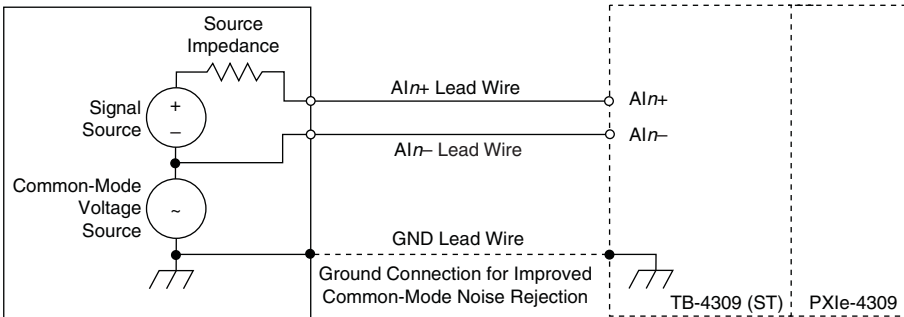 Source
Impedance
AIn+ Lead Wire
AIn+
Signal
Source
+
−
AIn−
AIn− Lead Wire
Common-Mode
Voltage
Source
~
GND Lead Wire
Ground Connection for Improved
Common-Mode Noise Rejection
TB-4309 (ST)
PXIe-4309